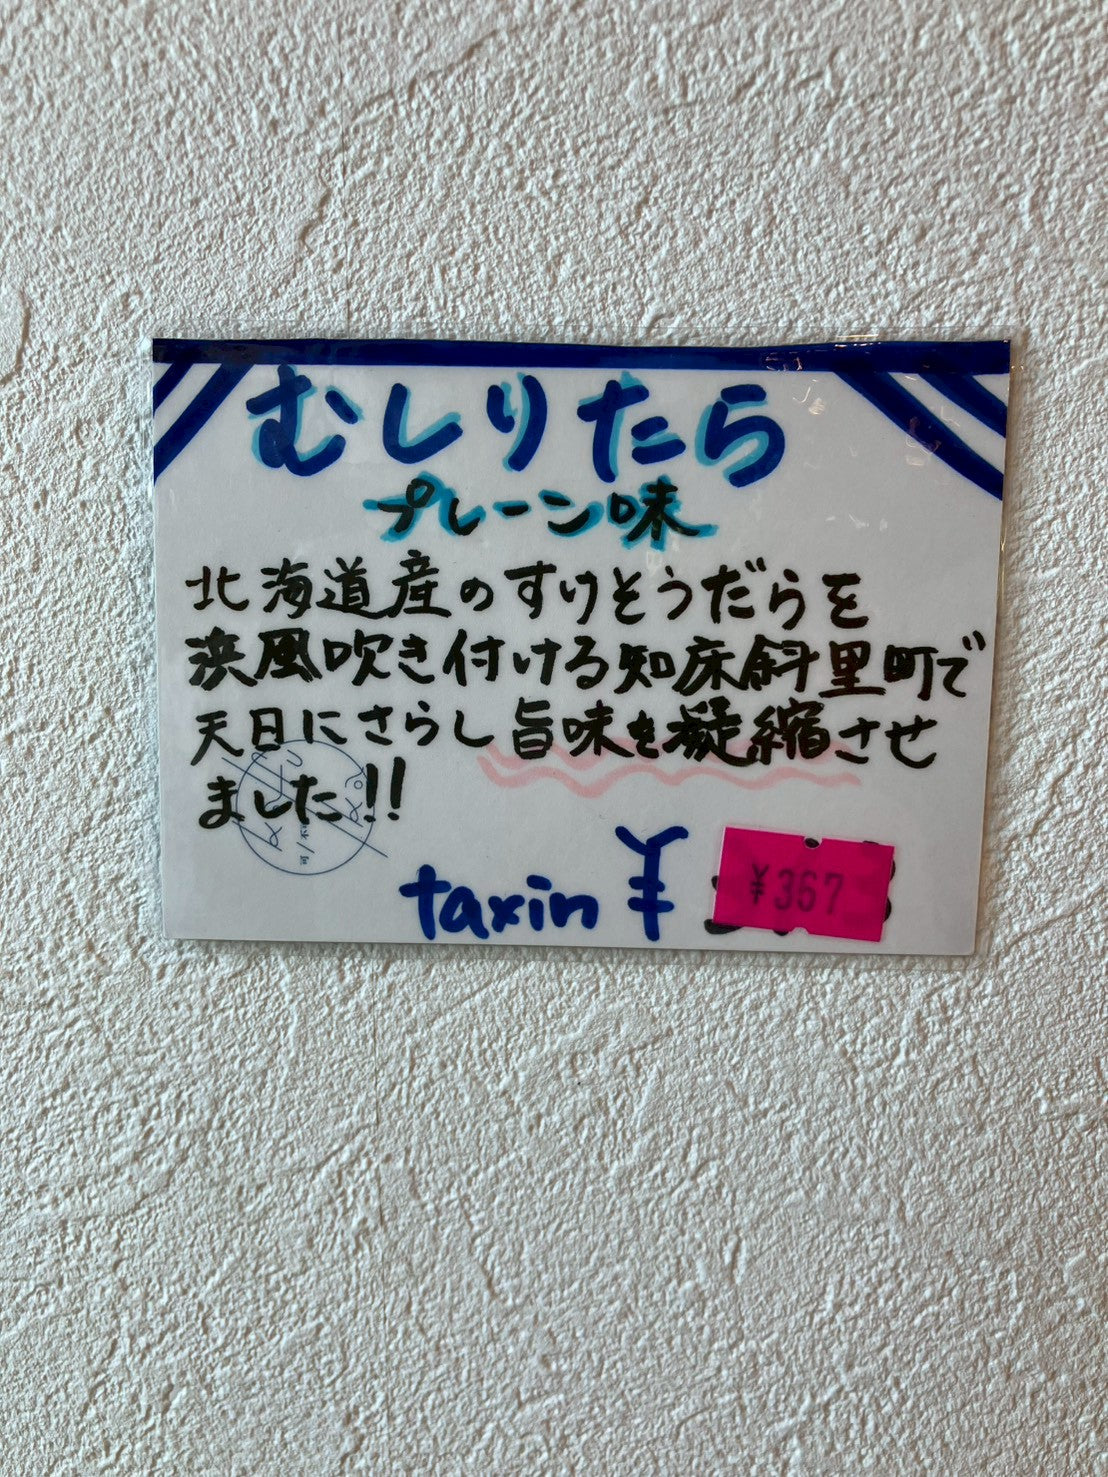 むしりたら
プレーン味
北海道産のすけそうだらを
浜風吹き付ける知床斜里町で
天日にさらし旨味を凝縮させ
ました!!
taxin ¥
¥367